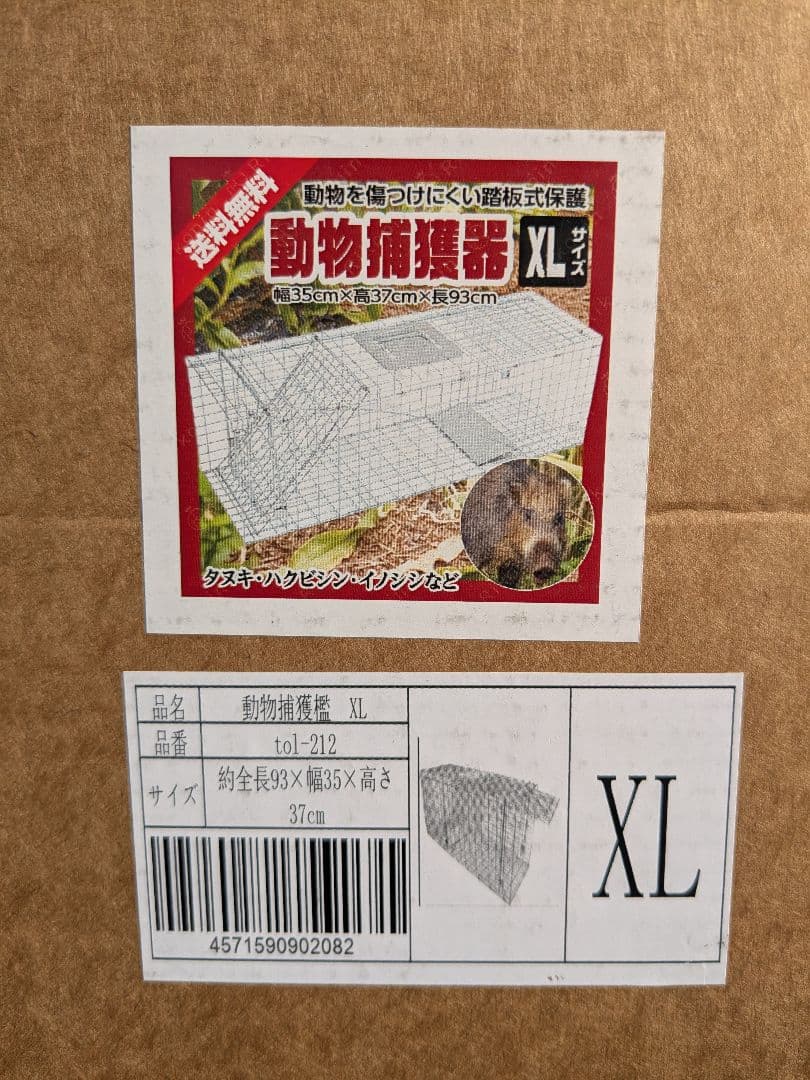 送料無料
動物を傷つけにくい踏板式保護
動物捕獲器
XL
サイズ
幅35cm×高37cm×長93cm
タヌキ・ハクビシン・イノシシなど
品名 動物捕獲檻 XL
品番 tol-212
サイズ 約全長93×幅35×高さ
37cm
4571590902082
XL